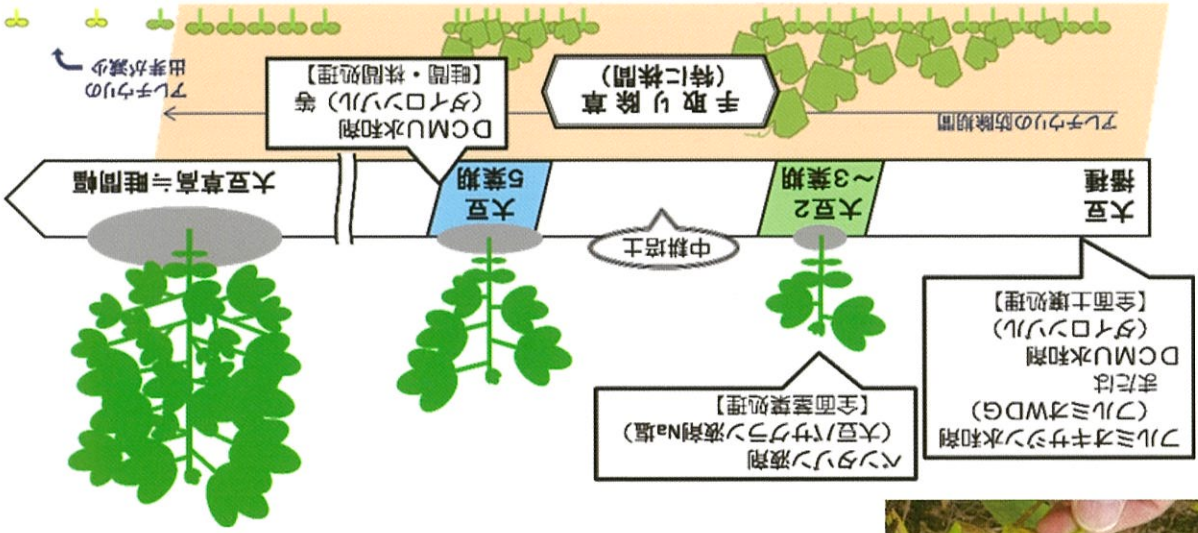 フルミオキサジン水和剤
（フルミオWDG）
または
DCMU水和剤
（ダイロンゾル）
【全面土壌処理】
ベンタゾン液剤
（大豆バサグラン液剤Na塩）
【全面茎葉処理】
大豆
播種
大豆2
～3葉期
中耕培土
大豆
5葉期
大豆草高≒畦間幅
アレチウリの防除期間
手取り除草
（特に株間）
DCMU水和剤
（ダイロンゾル）等
【畦間・株間処理】
アレチウリの
出芽が減少